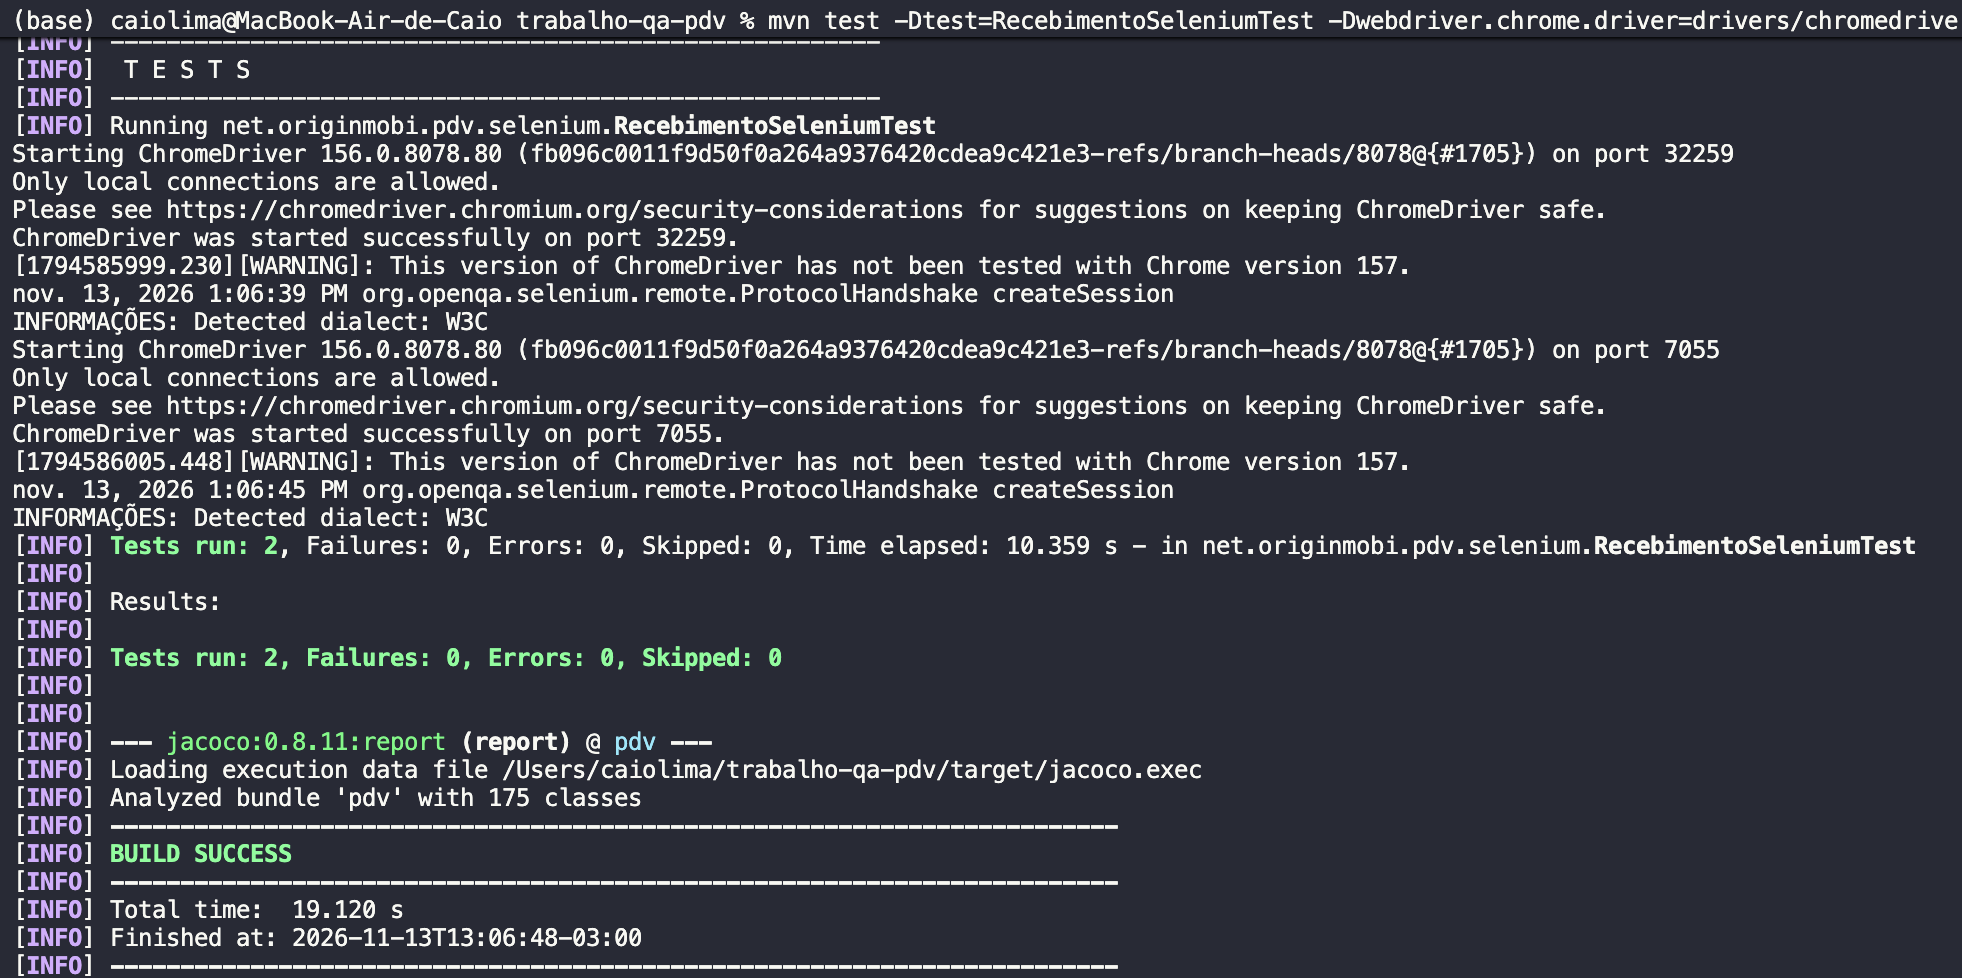 (base) caiolima@MacBook-Air-de-Caio trabalho-qa-pdv % mvn test -Dtest=RecebimentoSeleniumTest -Dwebdriver.chrome.driver=drivers/chromedrive
[INFO] -------------------------------------------------------
[INFO]  T E S T S
[INFO] -------------------------------------------------------
[INFO] Running net.originmobi.pdv.selenium.RecebimentoSeleniumTest
Starting ChromeDriver 156.0.8078.80 (fb096c0011f9d50f0a264a9376420cdea9c421e3-refs/branch-heads/8078@{#1705}) on port 32259
Only local connections are allowed.
Please see https://chromedriver.chromium.org/security-considerations for suggestions on keeping ChromeDriver safe.
ChromeDriver was started successfully on port 32259.
[1794585999.230][WARNING]: This version of ChromeDriver has not been tested with Chrome version 157.
nov. 13, 2026 1:06:39 PM org.openqa.selenium.remote.ProtocolHandshake createSession
INFORMAÇÕES: Detected dialect: W3C
Starting ChromeDriver 156.0.8078.80 (fb096c0011f9d50f0a264a9376420cdea9c421e3-refs/branch-heads/8078@{#1705}) on port 7055
Only local connections are allowed.
Please see https://chromedriver.chromium.org/security-considerations for suggestions on keeping ChromeDriver safe.
ChromeDriver was started successfully on port 7055.
[1794586005.448][WARNING]: This version of ChromeDriver has not been tested with Chrome version 157.
nov. 13, 2026 1:06:45 PM org.openqa.selenium.remote.ProtocolHandshake createSession
INFORMAÇÕES: Detected dialect: W3C
[INFO] Tests run: 2, Failures: 0, Errors: 0, Skipped: 0, Time elapsed: 10.359 s - in net.originmobi.pdv.selenium.RecebimentoSeleniumTest
[INFO]
[INFO] Results:
[INFO]
[INFO] Tests run: 2, Failures: 0, Errors: 0, Skipped: 0
[INFO]
[INFO]
[INFO] --- jacoco:0.8.11:report (report) @ pdv ---
[INFO] Loading execution data file /Users/caiolima/trabalho-qa-pdv/target/jacoco.exec
[INFO] Analyzed bundle 'pdv' with 175 classes
[INFO] ------------------------------------------------------------------------
[INFO] BUILD SUCCESS
[INFO] ------------------------------------------------------------------------
[INFO] Total time:  19.120 s
[INFO] Finished at: 2026-11-13T13:06:48-03:00
[INFO] ------------------------------------------------------------------------